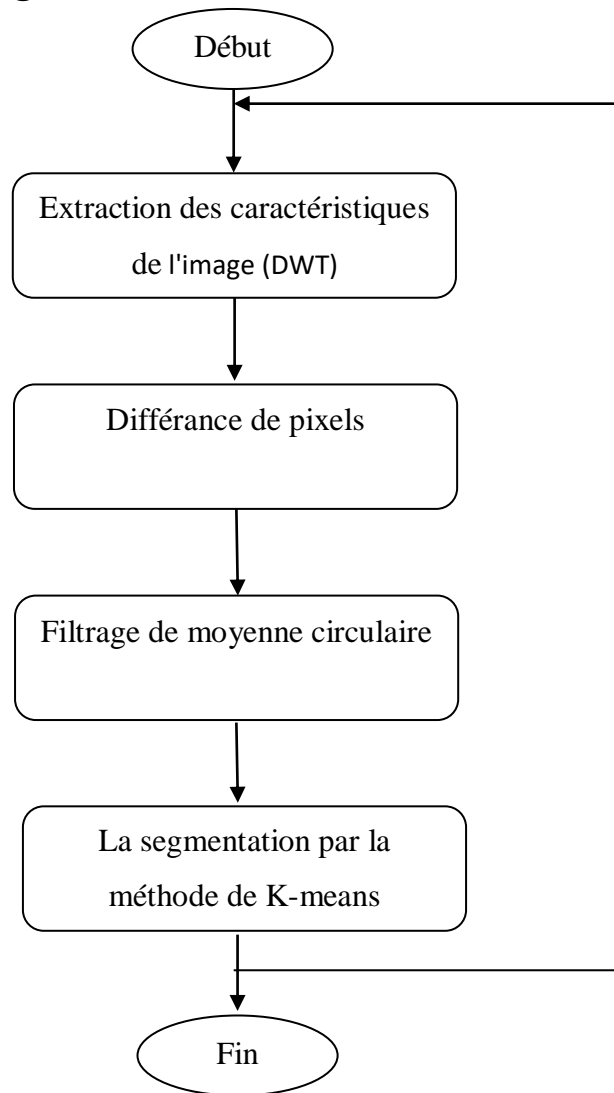 Début
Extraction des caractéristiques
de l'image (DWT)
Différance de pixels
Filtrage de moyenne circulaire
La segmentation par la
méthode de K-means
Fin